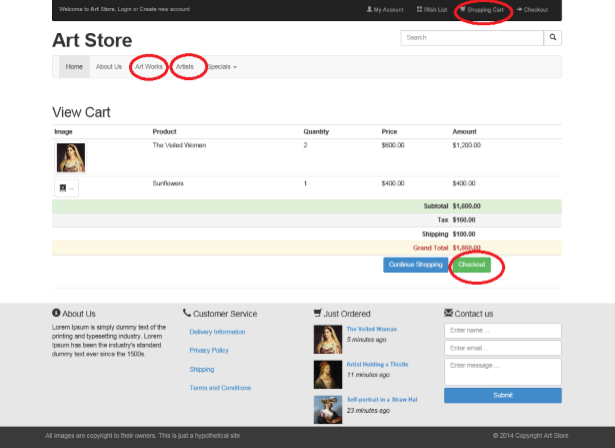 Welcome to Art Store, Login or Create new account
My Account Wish List Shopping Cart Checkout
Art Store
Search
Home About Us Art Works Artists Specials
View Cart
Image Product Quantity Price Amount
The Veiled Woman 2 $600.00 $1,200.00
... Sunflowers 1 $400.00 $400.00
Subtotal $1,600.00
Tax $160.00
Shipping $100.00
Grand Total $1,860.00
Continue Shopping Checkout
About Us
Lorem Ipsum is simply dummy text of the
printing and typesetting industry. Lorem
Ipsum has been the industry's standard
dummy text ever since the 1500s.
Customer Service
Delivery Information
Privacy Policy
Shipping
Terms and Conditions
Just Ordered
The Veiled Woman
5 minutes ago
Artist Holding a Thistle
11 minutes ago
Self-portrait in a Straw Hat
23 minutes ago
Contact us
Enter name ...
Enter email ...
Enter message ...
Submit
All images are copyright to their owners. This is just a hypothetical site
© 2014 Copyright Art Store